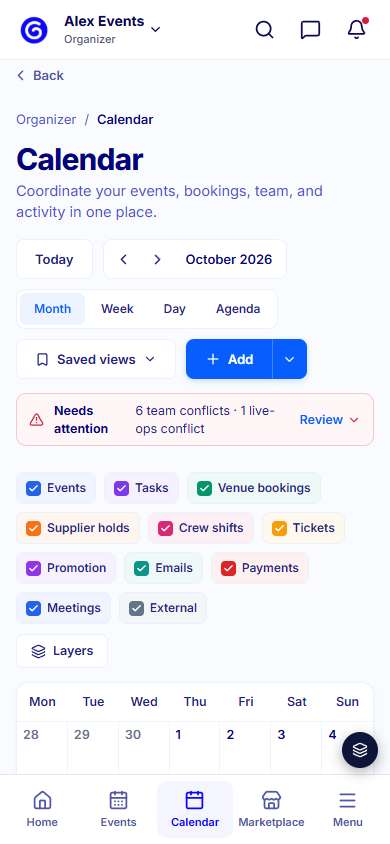 Alex Events
Organizer
Back
Organizer / Calendar
Calendar
Coordinate your events, bookings, team, and
activity in one place.
Today
October 2026
Month Week Day Agenda
Saved views
Add
Needs
attention
6 team conflicts · 1 live-
ops conflict
Review
Events Tasks Venue bookings
Supplier holds Crew shifts Tickets
Promotion Emails Payments
Meetings External
Layers
Mon Tue Wed Thu Fri Sat Sun
28 29 30 1 2 3 4
Home Events Calendar Marketplace Menu